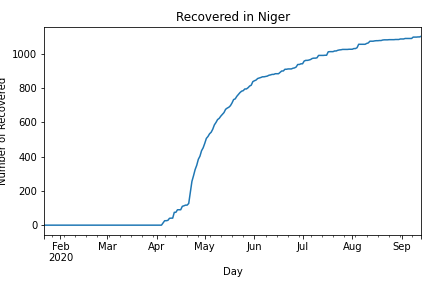 Recovered in Niger
Number of Recovered
1000
800
600
400
200
0
Feb Mar Apr May Jun Jul Aug Sep
2020
Day